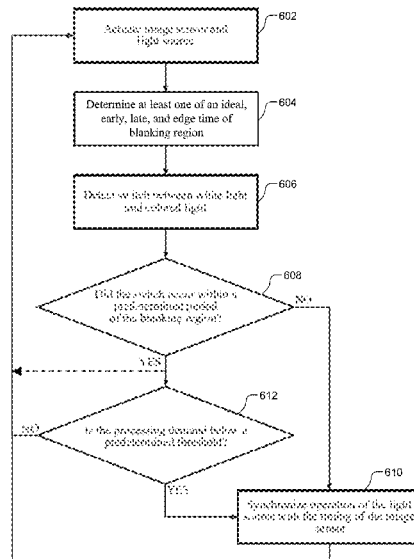 602
Actuate image sensor and
light source
604
Determine at least one of an ideal,
early, late, and edge time of
blanking region
606
Detect switch between white light
and colored light
608
Did the switch occur within a
predetermined period
of the blanking region?
NO
YES
612
Is the processing demand below a
predetermined threshold?
NO
YES
610
Synchronize operation of the light
source with the timing of the image
sensor